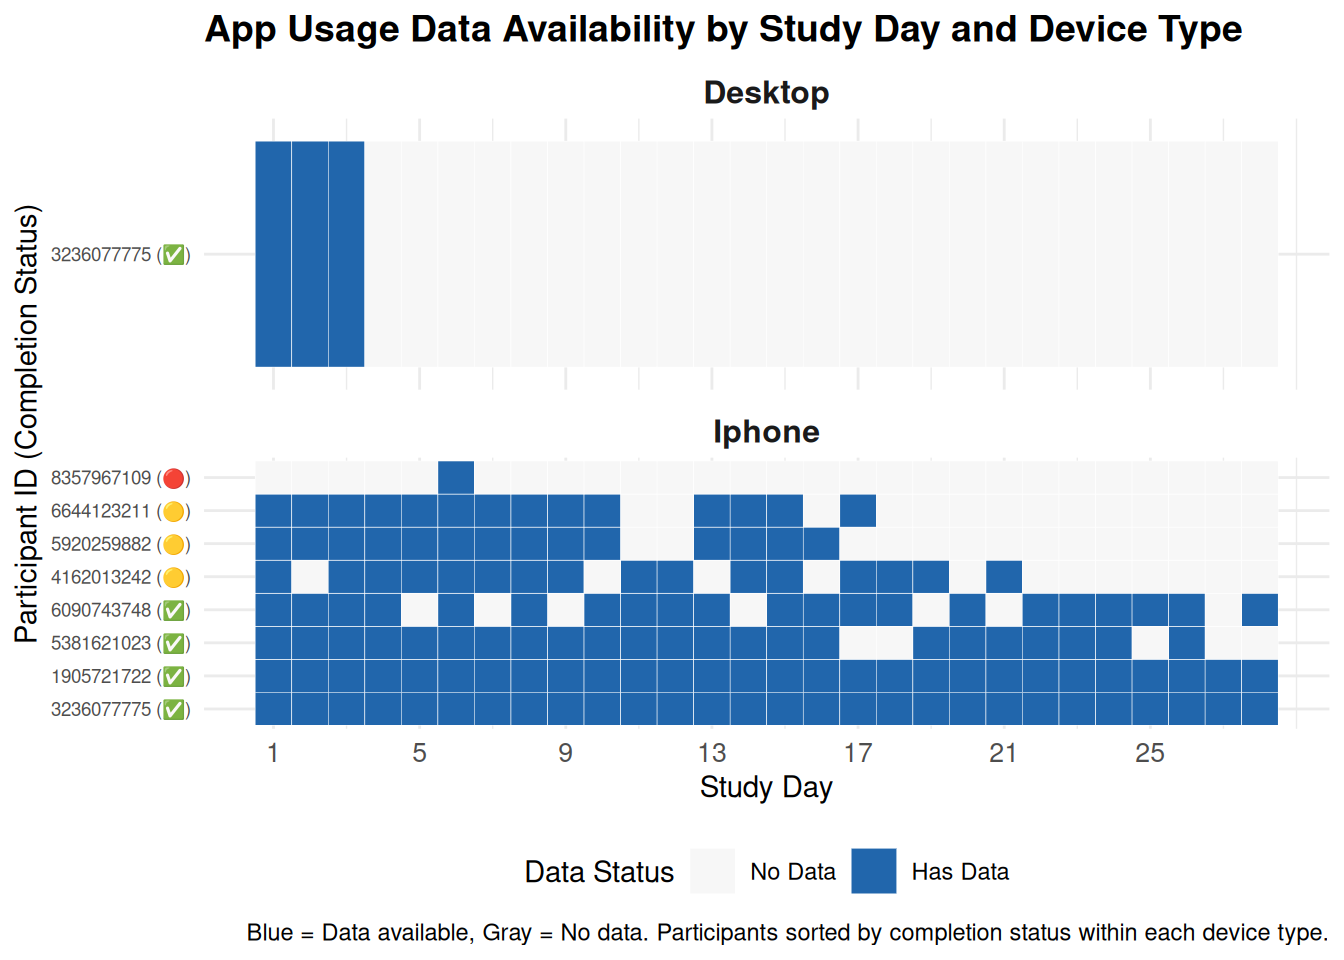 App Usage Data Availability by Study Day and Device Type
Desktop
Participant ID (Completion Status)
3236077775 (✅)
Iphone
8357967109 (🔴)
6644123211 (🟡)
5920259882 (🟡)
4162013242 (🟡)
6090743748 (✅)
5381621023 (✅)
1905721722 (✅)
3236077775 (✅)
1 5 9 13 17 21 25
Study Day
Data Status No Data Has Data
Blue = Data available, Gray = No data. Participants sorted by completion status within each device type.